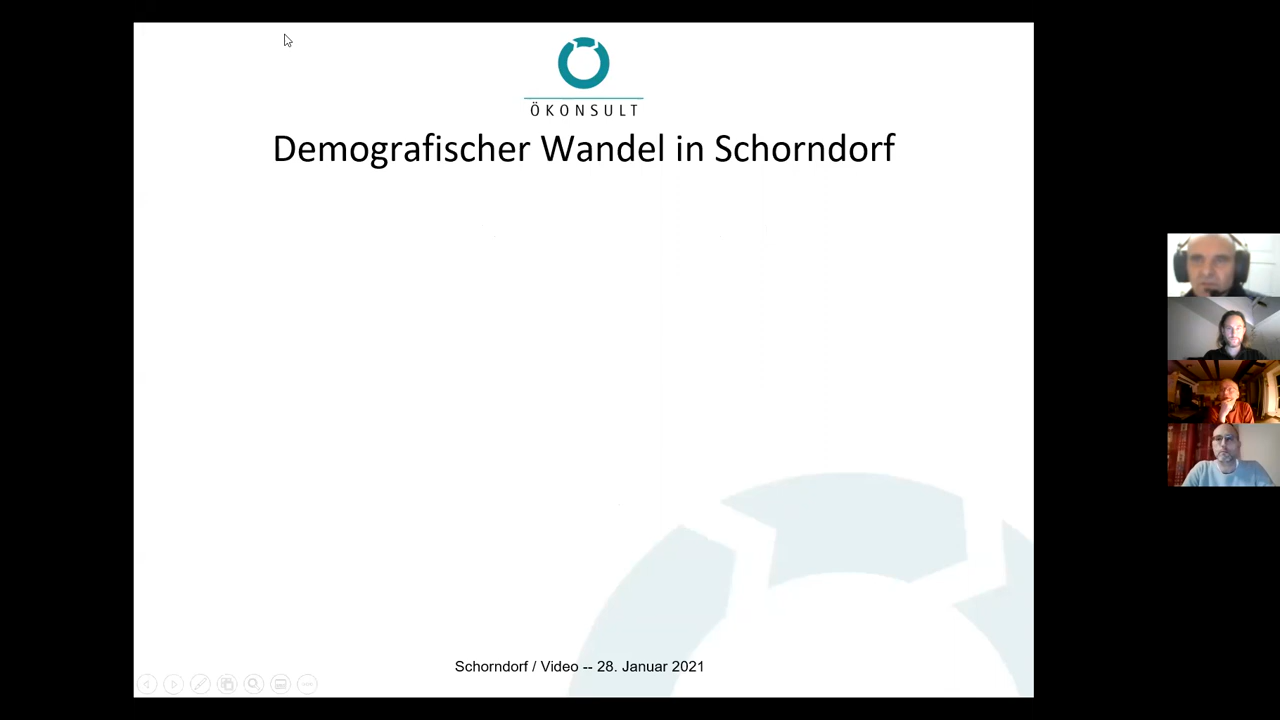 ÖKONSULT
Demografischer Wandel in Schorndorf
Schorndorf / Video -- 28. Januar 2021